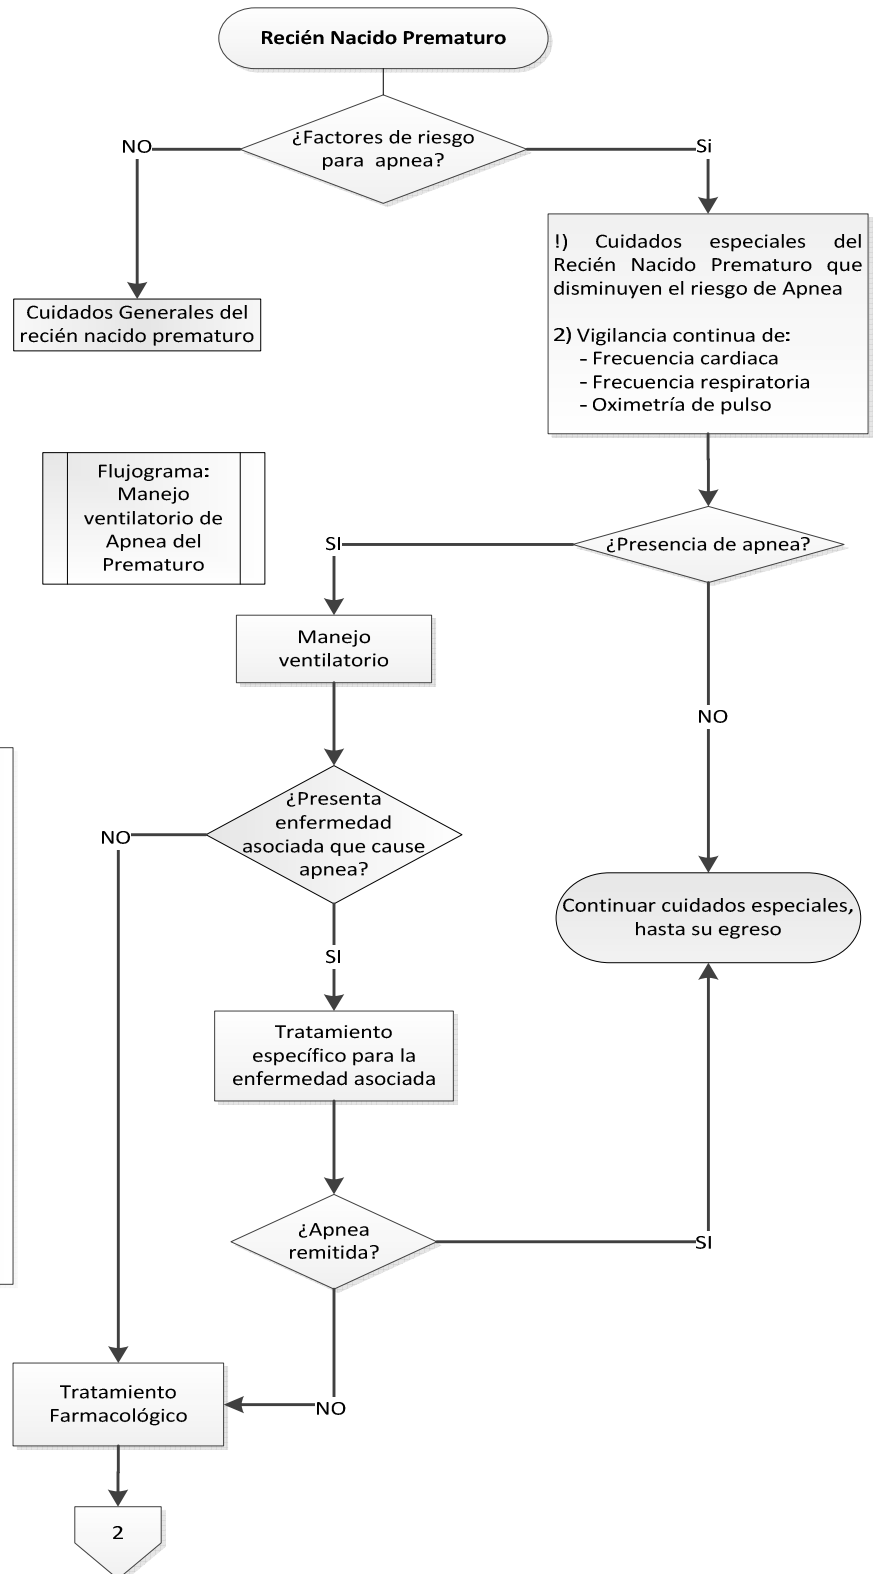 Recién Nacido Prematuro
¿Factores de riesgo
para apnea?
NO
Si
Cuidados Generales del
recién nacido prematuro
!) Cuidados especiales del
Recién Nacido Prematuro que
disminuyen el riesgo de Apnea
2) Vigilancia continua de:
- Frecuencia cardiaca
- Frecuencia respiratoria
- Oximetría de pulso
Flujograma:
Manejo
ventilatorio de
Apnea del
Prematuro
¿Presencia de apnea?
SI
NO
Manejo
ventilatorio
¿Presenta
enfermedad
asociada que cause
apnea?
NO
SI
Continuar cuidados especiales,
hasta su egreso
Tratamiento
específico para la
enfermedad asociada
¿Apnea
remitida?
SI
NO
Tratamiento
Farmacológico
2